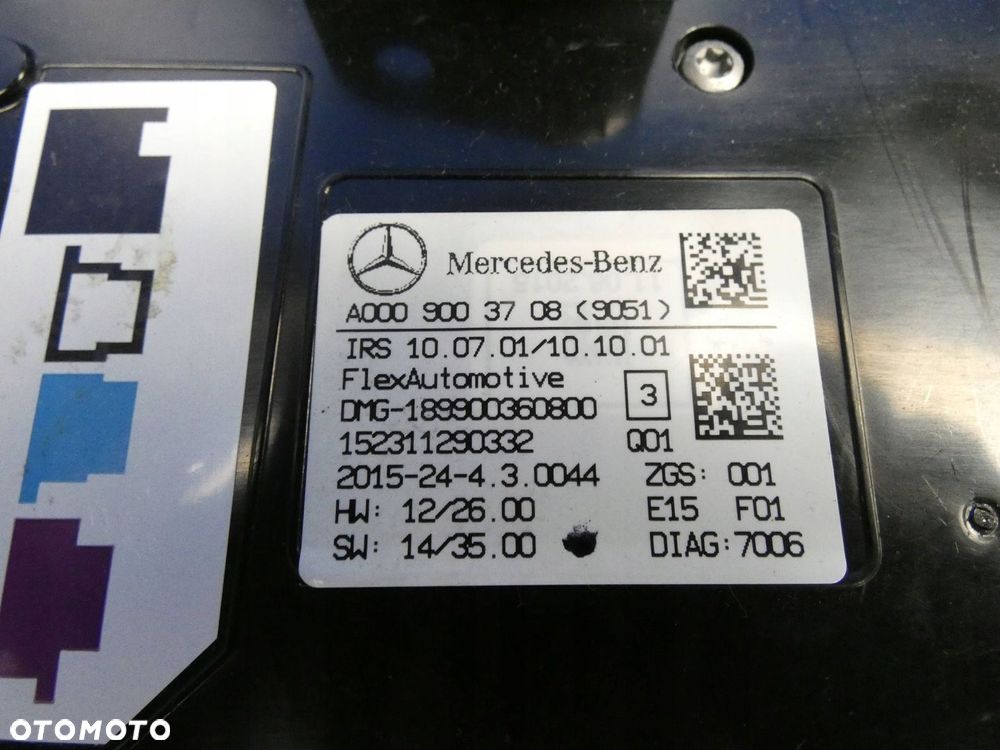 Mercedes-Benz
A000 900 37 08 (9051)
IRS 10.07.01/10.10.01
FlexAutomotive
DMG-189900360800
3
152311290332 Q01
2015-24-4.3.0044 ZGS: 001
HW: 12/26.00 E15 F01
SW: 14/35.00 DIAG:7006
OTOMOTO